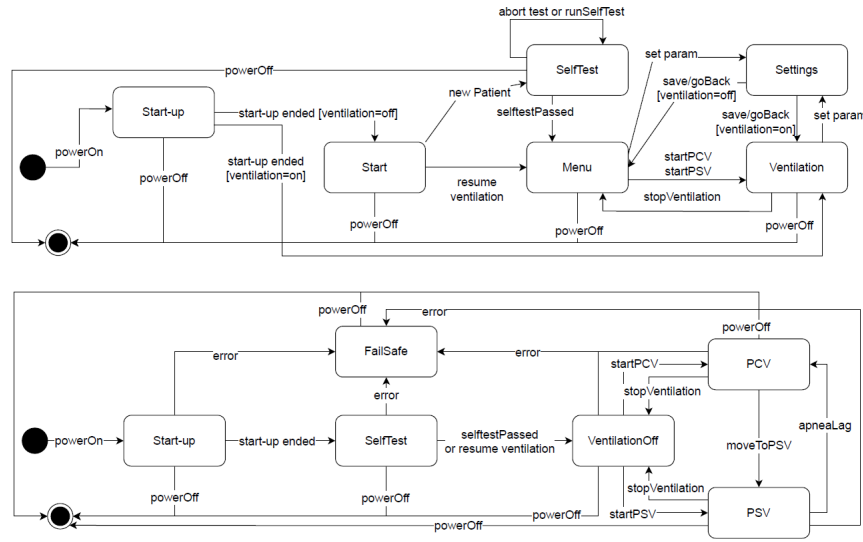 abort test or runSelfTest
SelfTest
set param
Settings
powerOff
save/goBack
[ventilation=off]
new Patient
Start-up
start-up ended [ventilation=off]
selftestPassed
save/goBack
[ventilation=on]
set param
powerOn
start-up ended
[ventilation=on]
powerOff
Start
resume
ventilation
Menu
startPCV
startPSV
Ventilation
stopVentilation
powerOff
powerOff
powerOff
powerOff
error
powerOff
FailSafe
error
error
startPCV
PCV
error
stopVentilation
apneaLag
powerOn
Start-up
start-up ended
SelfTest
selftestPassed
or resume ventilation
VentilationOff
moveToPSV
stopVentilation
powerOff
powerOff
powerOff
startPSV
PSV
powerOff